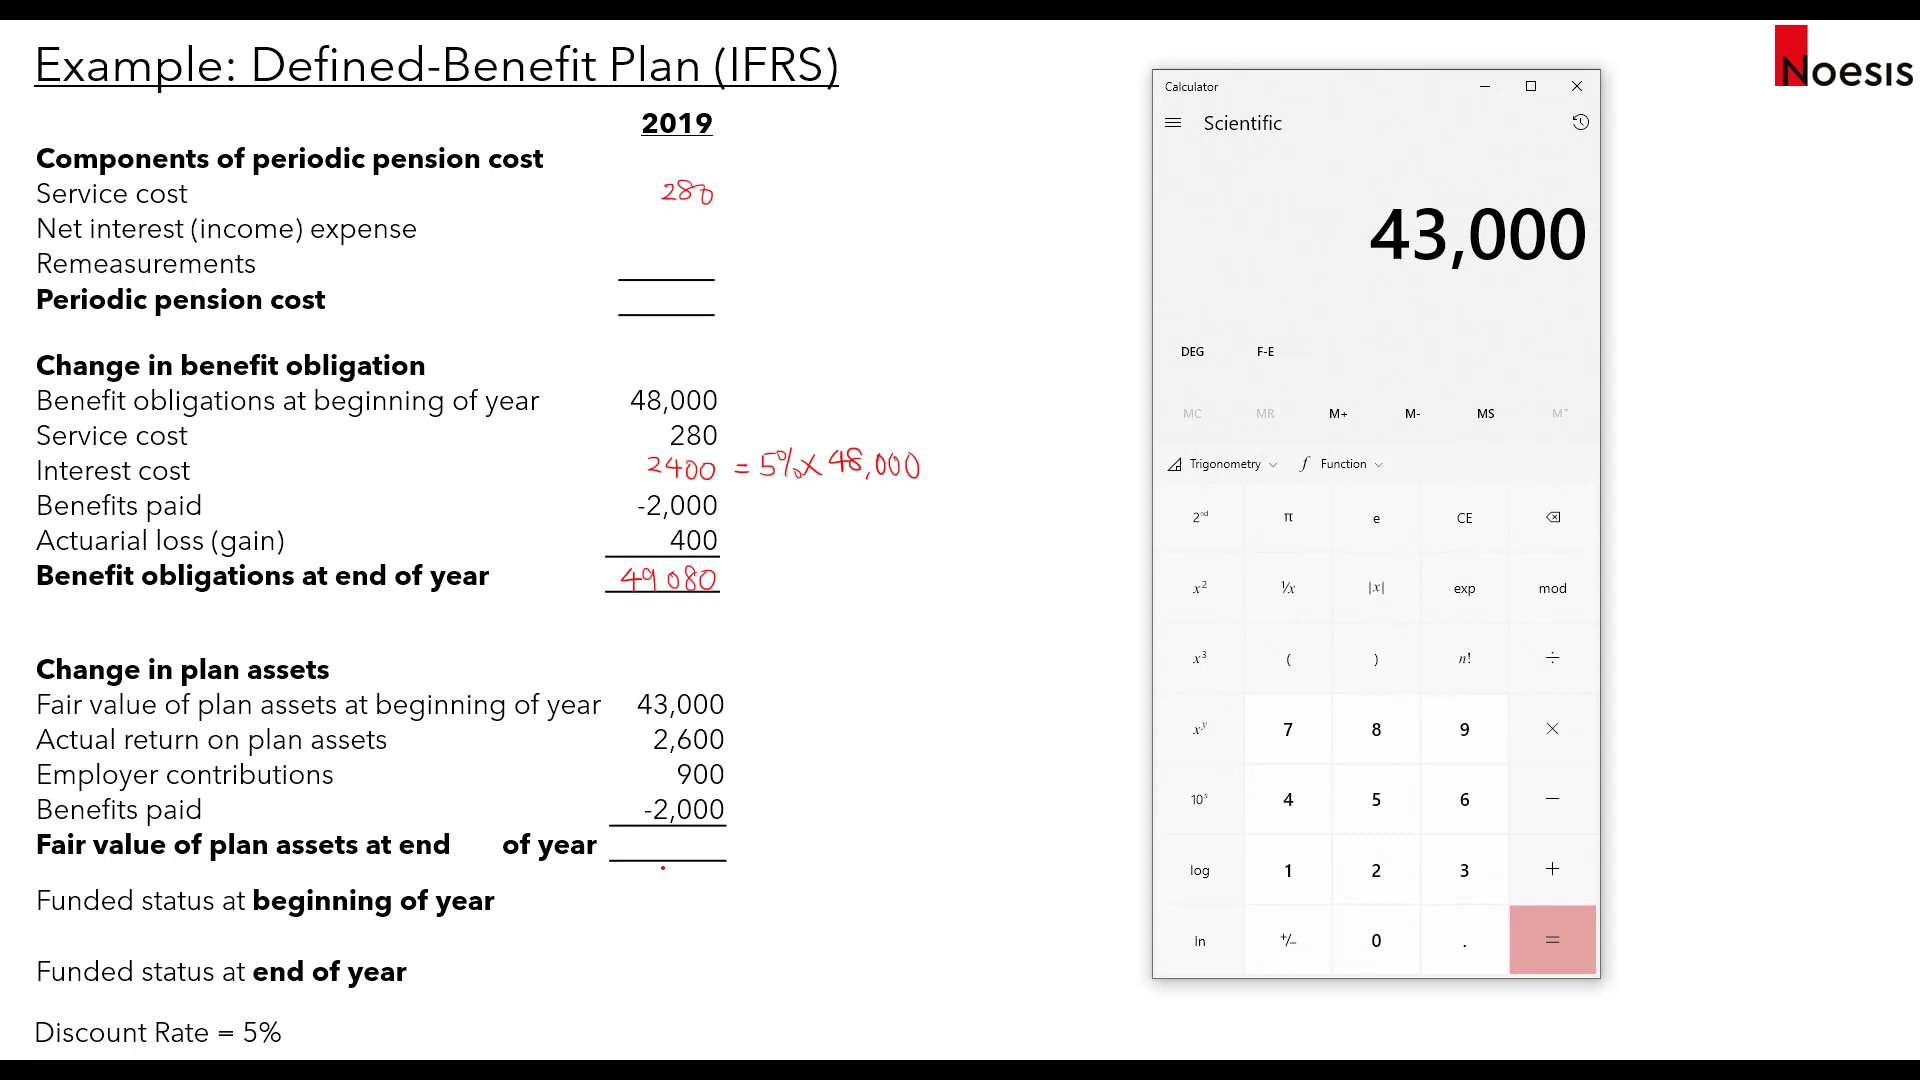 Example: Defined-Benefit Plan (IFRS)
Noesis
2019
Components of periodic pension cost
Service cost 280
Net interest (income) expense
Remeasurements
Periodic pension cost
Change in benefit obligation
Benefit obligations at beginning of year 48,000
Service cost 280
Interest cost 2400 = 5% x 48,000
Benefits paid -2,000
Actuarial loss (gain) 400
Benefit obligations at end of year 49080
Change in plan assets
Fair value of plan assets at beginning of year 43,000
Actual return on plan assets 2,600
Employer contributions 900
Benefits paid -2,000
Fair value of plan assets at end of year
Funded status at beginning of year
Funded status at end of year
Discount Rate = 5%
Calculator
Scientific
43,000
DEG F-E
MC MR M+ M- MS M˅
Trigonometry f Function
2ⁿᵈ π e CE
x² ¹/x |x| exp mod
x³ ( ) n! ÷
xʸ 7 8 9 ×
10ˣ 4 5 6 −
log 1 2 3 +
ln +/− 0 . =